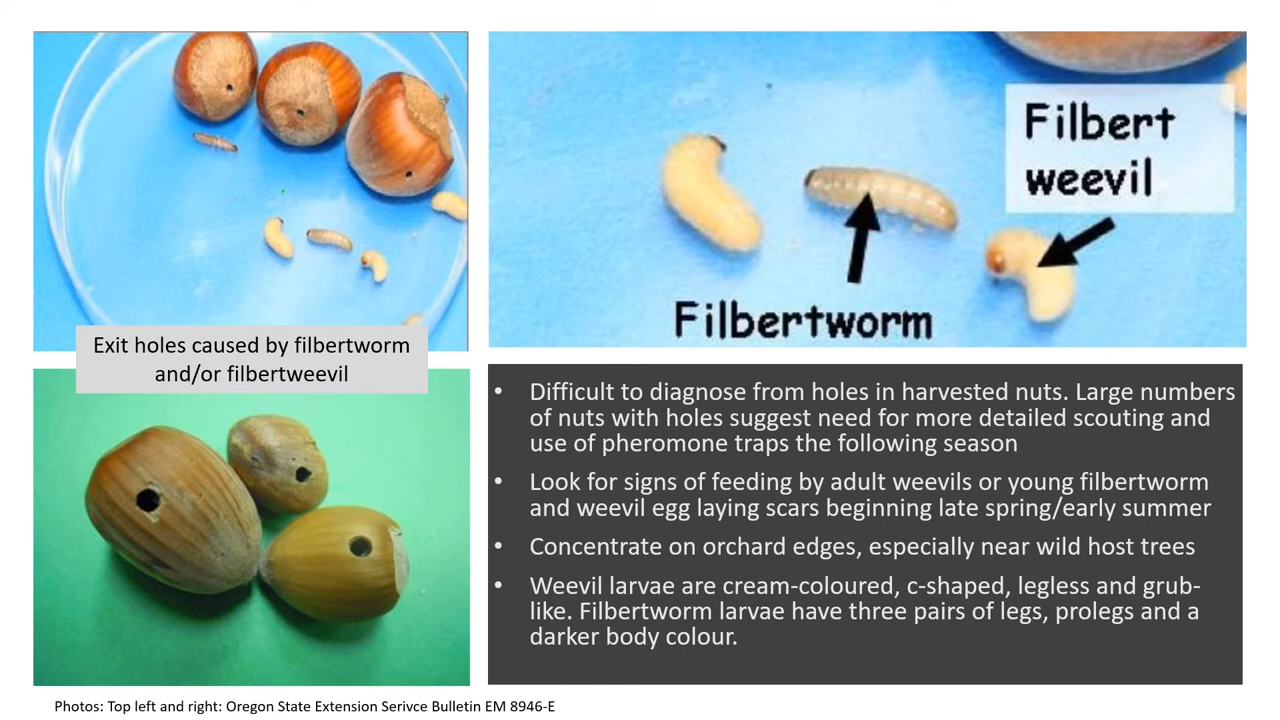 Filbert
weevil
Filbertworm
Exit holes caused by filbertworm
and/or filbertweevil
• Difficult to diagnose from holes in harvested nuts. Large numbers
of nuts with holes suggest need for more detailed scouting and
use of pheromone traps the following season
• Look for signs of feeding by adult weevils or young filbertworm
and weevil egg laying scars beginning late spring/early summer
• Concentrate on orchard edges, especially near wild host trees
• Weevil larvae are cream-coloured, c-shaped, legless and grub-
like. Filbertworm larvae have three pairs of legs, prolegs and a
darker body colour.
Photos: Top left and right: Oregon State Extension Serivce Bulletin EM 8946-E